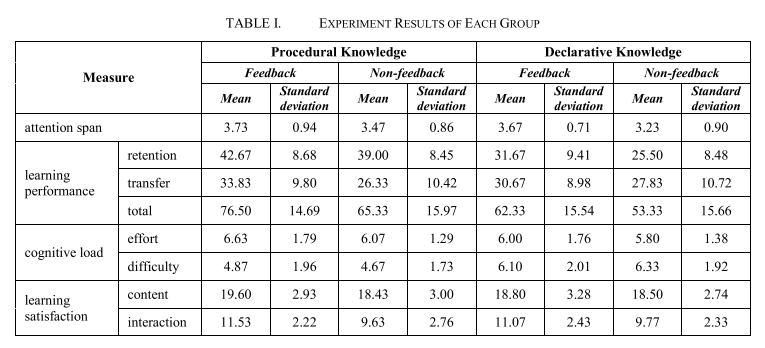 TABLE I. EXPERIMENT RESULTS OF EACH GROUP
Measure Procedural Knowledge Declarative Knowledge
Feedback Non-feedback Feedback Non-feedback
Mean Standard deviation Mean Standard deviation Mean Standard deviation Mean Standard deviation
attention span 3.73 0.94 3.47 0.86 3.67 0.71 3.23 0.90
learning performance retention 42.67 8.68 39.00 8.45 31.67 9.41 25.50 8.48
transfer 33.83 9.80 26.33 10.42 30.67 8.98 27.83 10.72
total 76.50 14.69 65.33 15.97 62.33 15.54 53.33 15.66
cognitive load effort 6.63 1.79 6.07 1.29 6.00 1.76 5.80 1.38
difficulty 4.87 1.96 4.67 1.73 6.10 2.01 6.33 1.92
learning satisfaction content 19.60 2.93 18.43 3.00 18.80 3.28 18.50 2.74
interaction 11.53 2.22 9.63 2.76 11.07 2.43 9.77 2.33